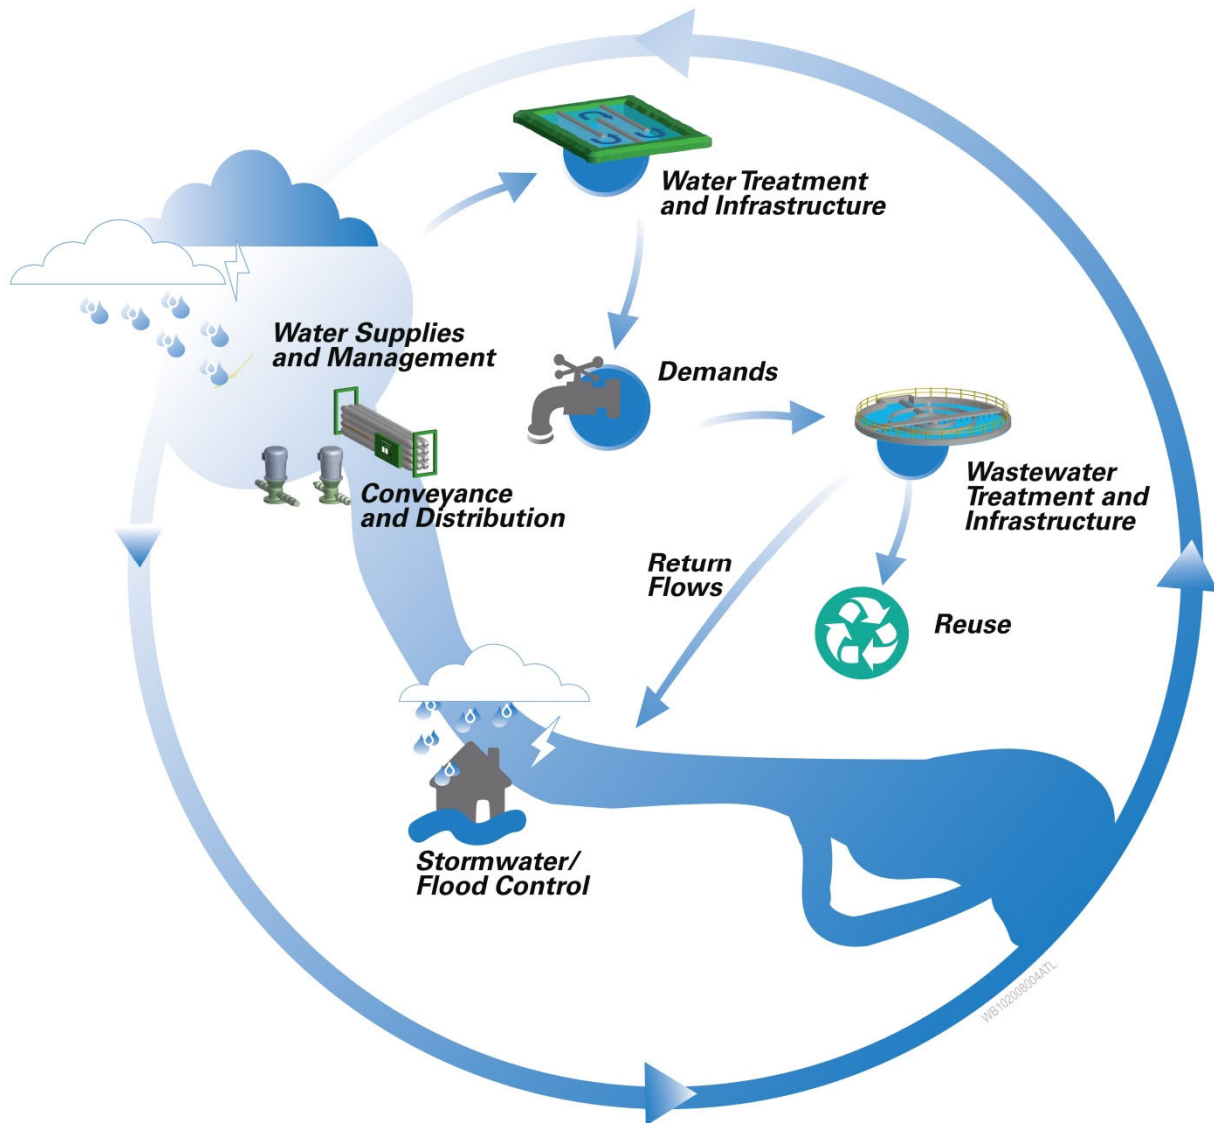 Water Treatment
and Infrastructure
Water Supplies
and Management
Demands
Conveyance
and Distribution
Wastewater
Treatment and
Infrastructure
Return
Flows
Reuse
Stormwater/
Flood Control
WB102008004ATL